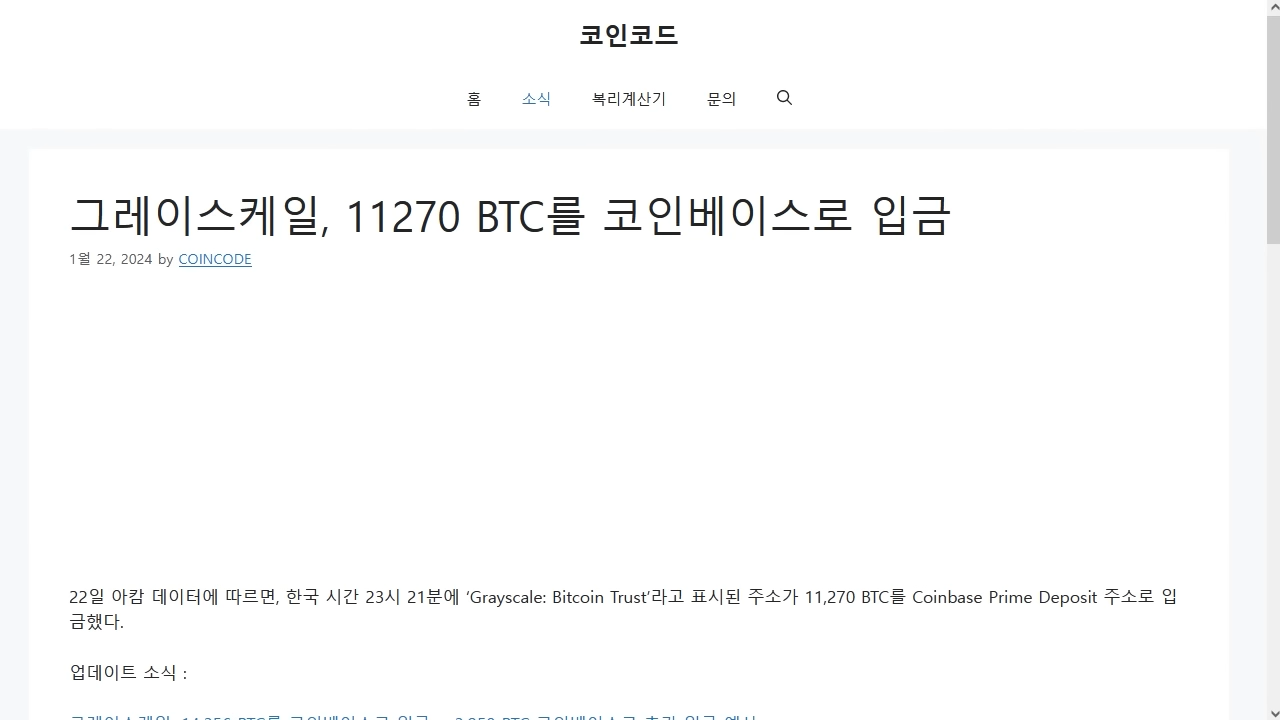 코인코드
홈 소식 복리계산기 문의
그레이스케일, 11270 BTC를 코인베이스로 입금
1월 22, 2024 by COINCODE
22일 아캄 데이터에 따르면, 한국 시간 23시 21분에 ‘Grayscale: Bitcoin Trust’라고 표시된 주소가 11,270 BTC를 Coinbase Prime Deposit 주소로 입
금했다.
업데이트 소식 :